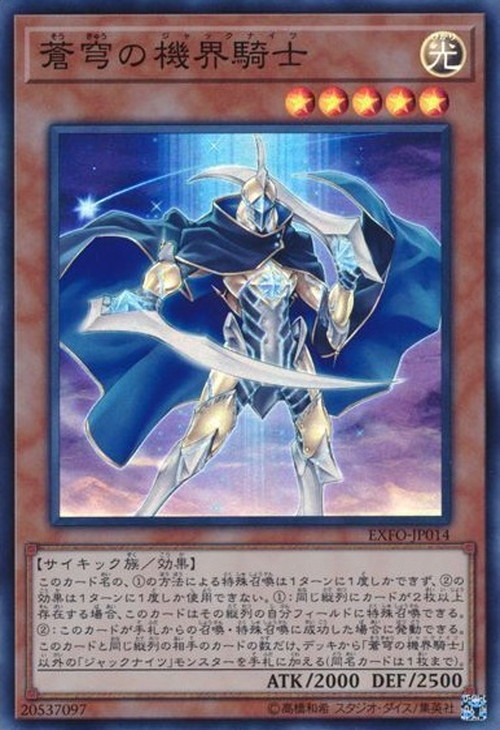 そうきゅう ジャックナイツ
蒼穹の機界騎士
ひかり
光
EXFO-JP014
【サイキック族／効果】
このカード名の、①の方法による特殊召喚は1ターンに1度しかできず、②の
効果は1ターンに1度しか使用できない。①：同じ縦列にカードが2枚以上
存在する場合、このカードはその縦列の自分フィールドに特殊召喚できる。
②：このカードが手札からの召喚・特殊召喚に成功した場合に発動できる。
このカードと同じ縦列の相手のカードの数だけ、デッキから「蒼穹の機界騎士」
以外の「ジャックナイツ」モンスターを手札に加える(同名カードは1枚まで)。
ATK/2000 DEF/2500
20537097
©高橋和希 スタジオ・ダイス/集英社